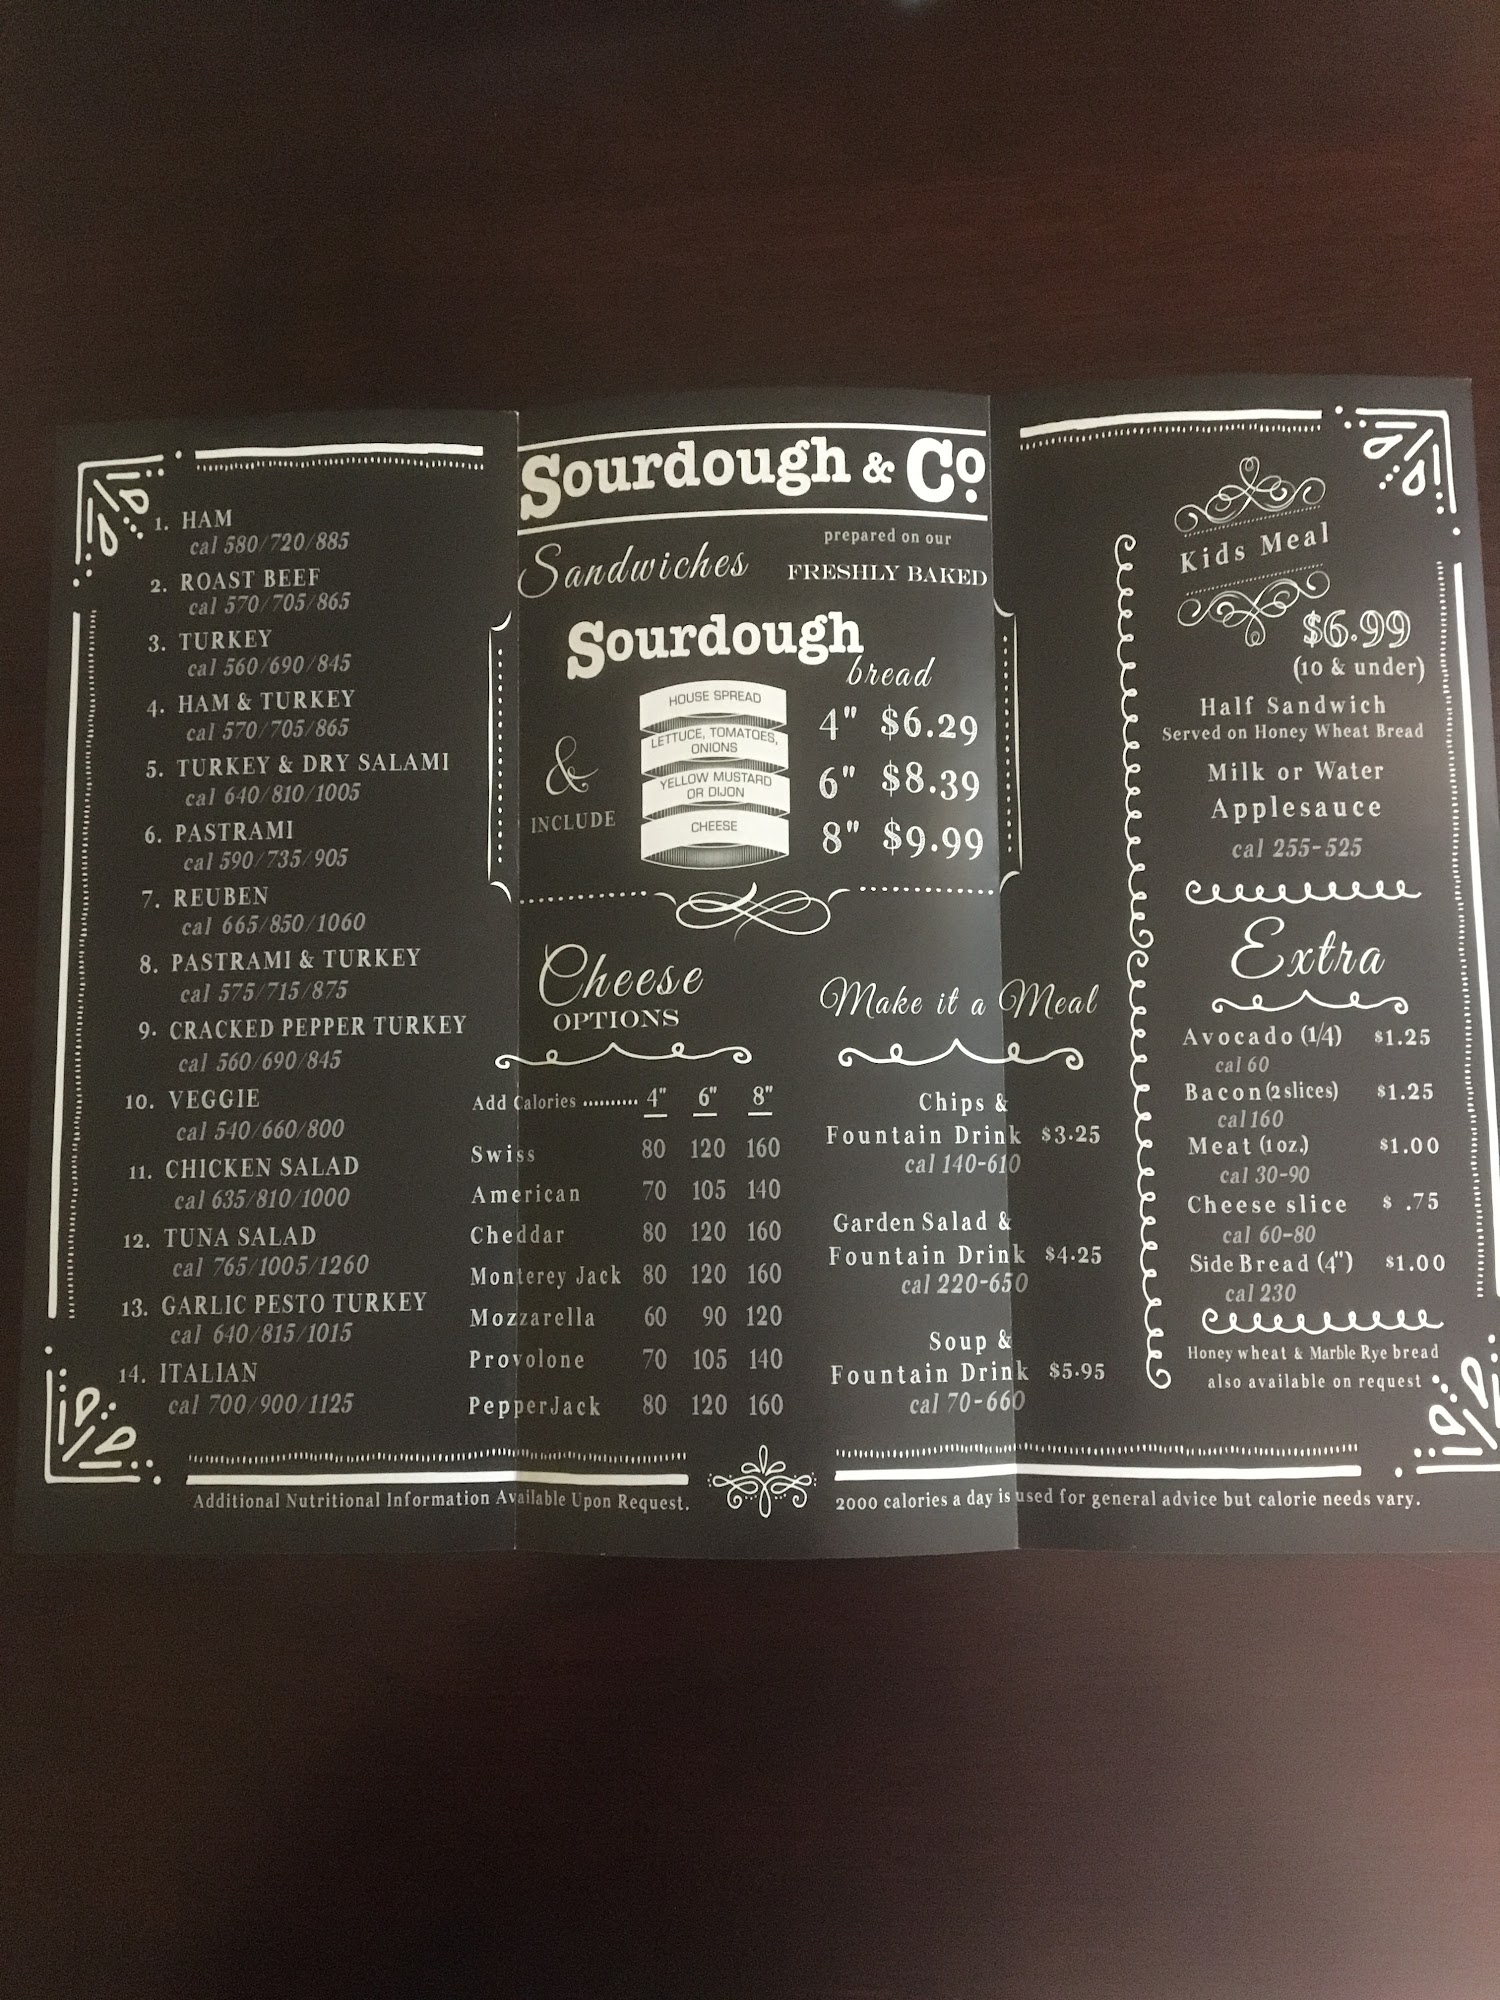 1. HAM
cal 580/720/885
2. ROAST BEEF
cal 570/705/865
3. TURKEY
cal 560/690/845
4. HAM & TURKEY
cal 570/705/865
5. TURKEY & DRY SALAMI
cal 640/810/1005
6. PASTRAMI
cal 590/735/905
7. REUBEN
cal 665/850/1060
8. PASTRAMI & TURKEY
cal 575/715/875
9. CRACKED PEPPER TURKEY
cal 560/690/845
10. VEGGIE
cal 540/660/800
11. CHICKEN SALAD
cal 635/810/1000
12. TUNA SALAD
cal 765/1005/1260
13. GARLIC PESTO TURKEY
cal 640/815/1015
14. ITALIAN
cal 700/900/1125
Sourdough & Co.
Sandwiches
prepared on our
FRESHLY BAKED
Sourdough
bread
&
INCLUDE
HOUSE SPREAD
LETTUCE, TOMATOES,
ONIONS
YELLOW MUSTARD
OR DIJON
CHEESE
4" $6.29
6" $8.39
8" $9.99
Cheese
OPTIONS
Add Calories .......... 4" 6" 8"
Swiss 80 120 160
American 70 105 140
Cheddar 80 120 160
Monterey Jack 80 120 160
Mozzarella 60 90 120
Provolone 70 105 140
PepperJack 80 120 160
Make it a Meal
Chips &
Fountain Drink $3.25
cal 140-610
Garden Salad &
Fountain Drink $4.25
cal 220-650
Soup &
Fountain Drink $5.95
cal 70-660
Kids Meal
$6.99
(10 & under)
Half Sandwich
Served on Honey Wheat Bread
Milk or Water
Applesauce
cal 255-525
Extra
Avocado (1/4) $1.25
cal 60
Bacon (2 slices) $1.25
cal 160
Meat (1 oz.) $1.00
cal 30-90
Cheese slice $ .75
cal 60-80
Side Bread (4") $1.00
cal 230
Honey wheat & Marble Rye bread
also available on request
Additional Nutritional Information Available Upon Request.
2000 calories a day is used for general advice but calorie needs vary.